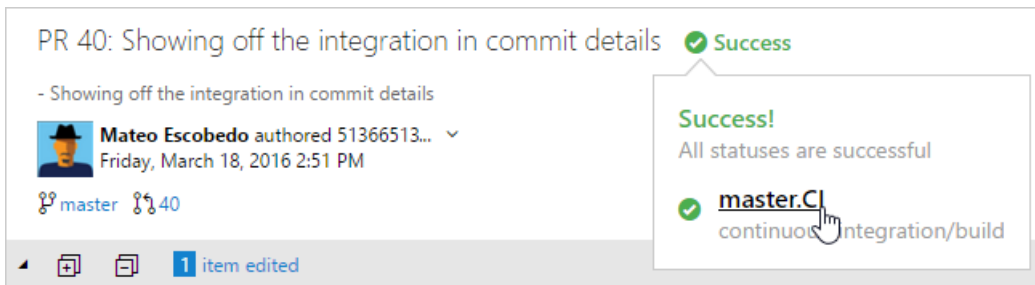 PR 40: Showing off the integration in commit details Success
- Showing off the integration in commit details
Mateo Escobedo authored 51366513...
Friday, March 18, 2016 2:51 PM
master 40
1 item edited
Success!
All statuses are successful
master.CI
continuous integration/build